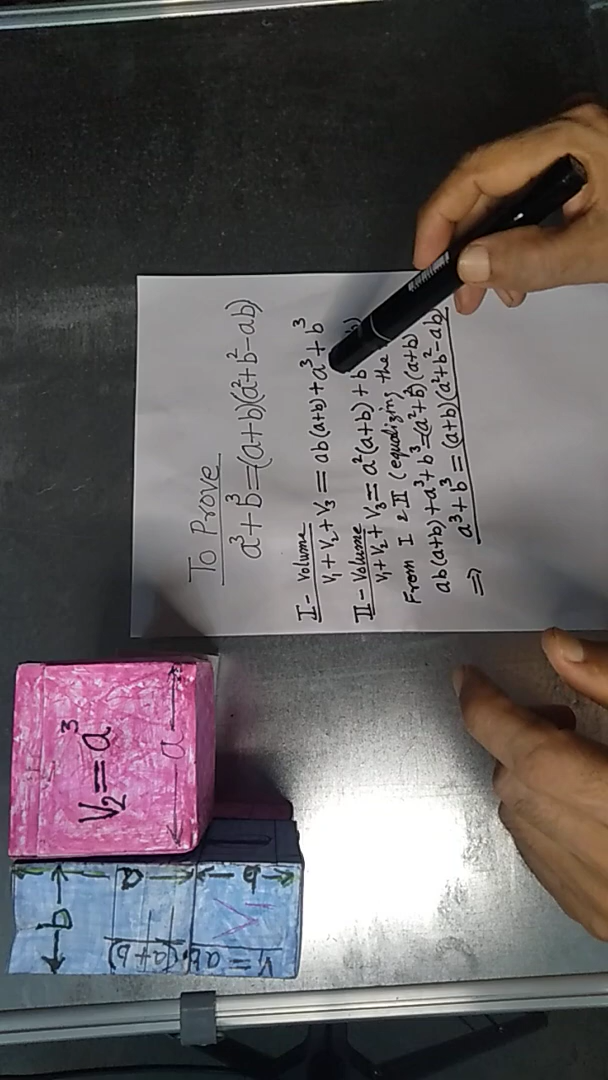 To Prove
a³+b³=(a+b)(a²+b²-ab)
I - Volume
V₁+V₂+V₃ = ab(a+b)+a³+b³
II - Volume
V₁+V₂+V₃ = a²(a+b)+b
From I & II (equalizing the
ab(a+b)+a³+b³=(a²+b²)(a+b)
⇒ a³+b³=(a+b)(a²+b²-ab)
V₂=a³
a
b
a
b
V₁
V₁=ab(a+b)